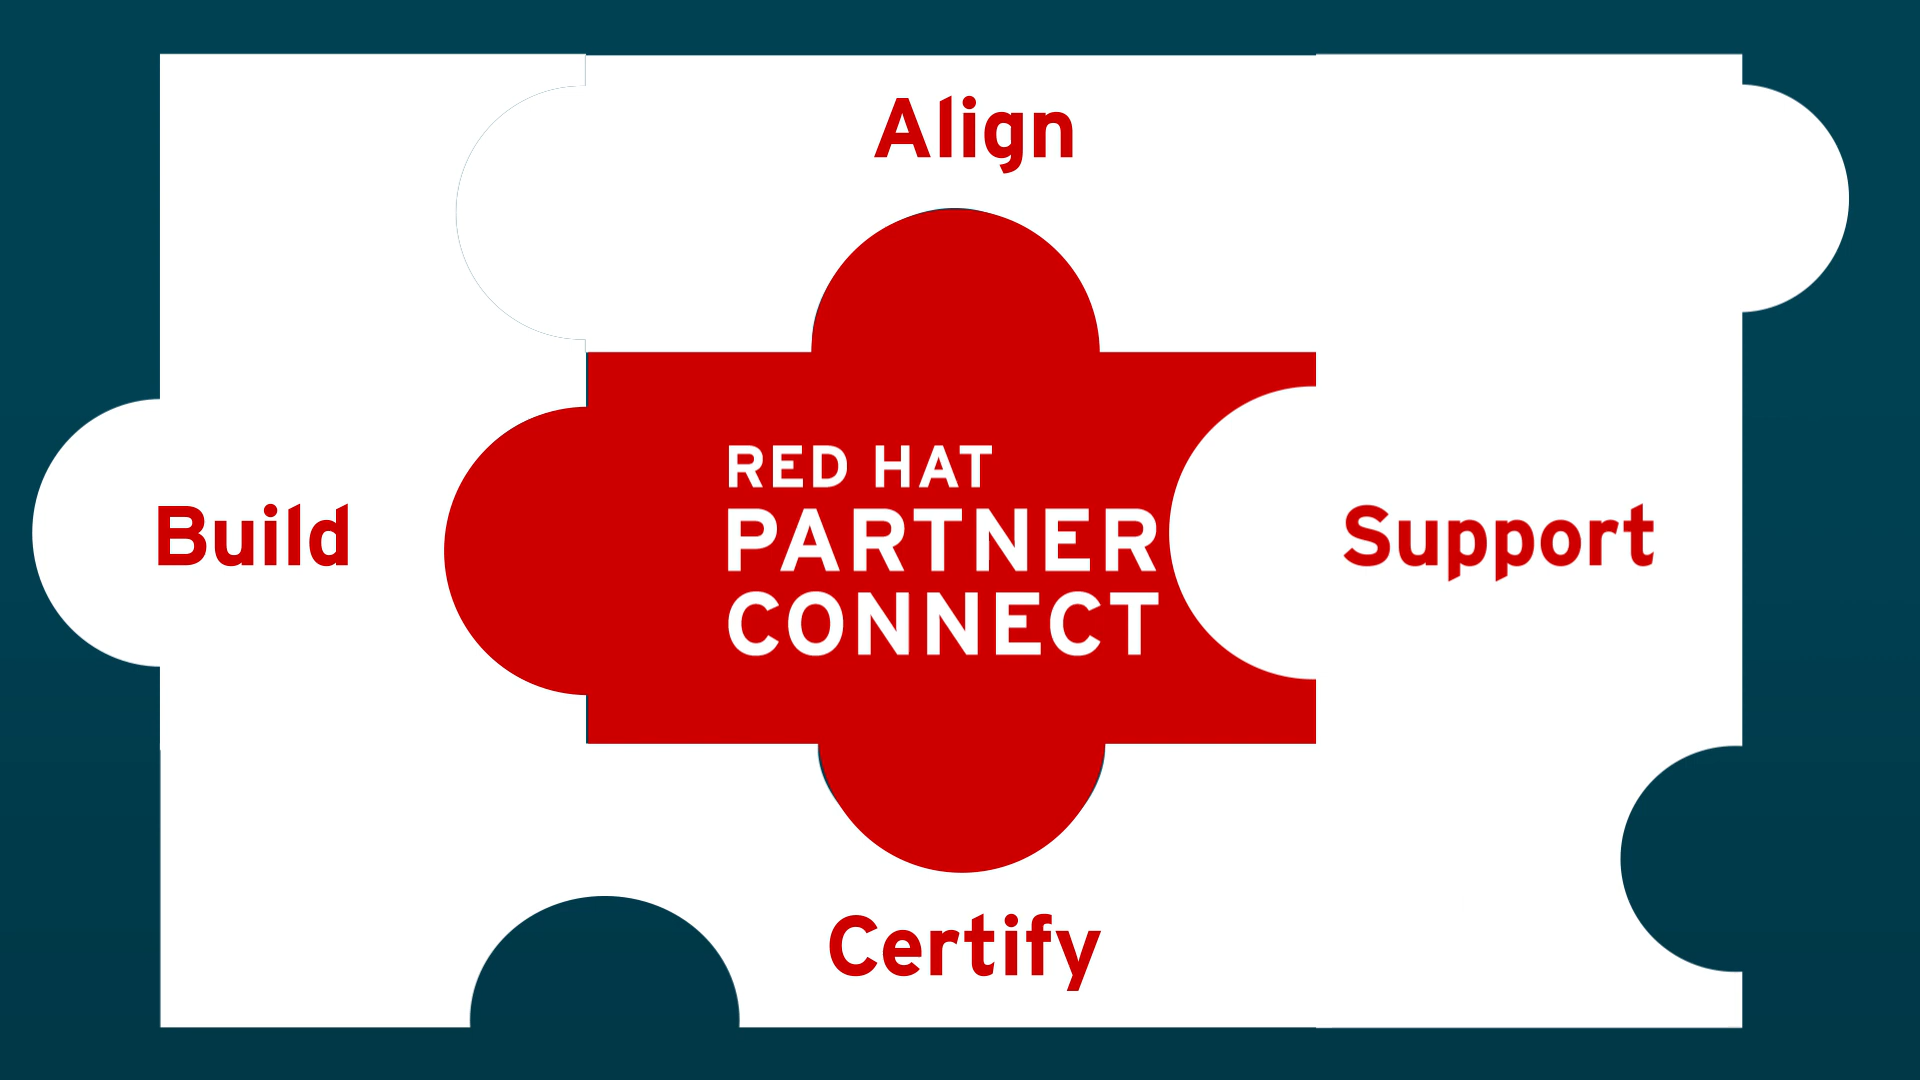 Align
RED HAT
PARTNER
CONNECT
Build
Support
Certify